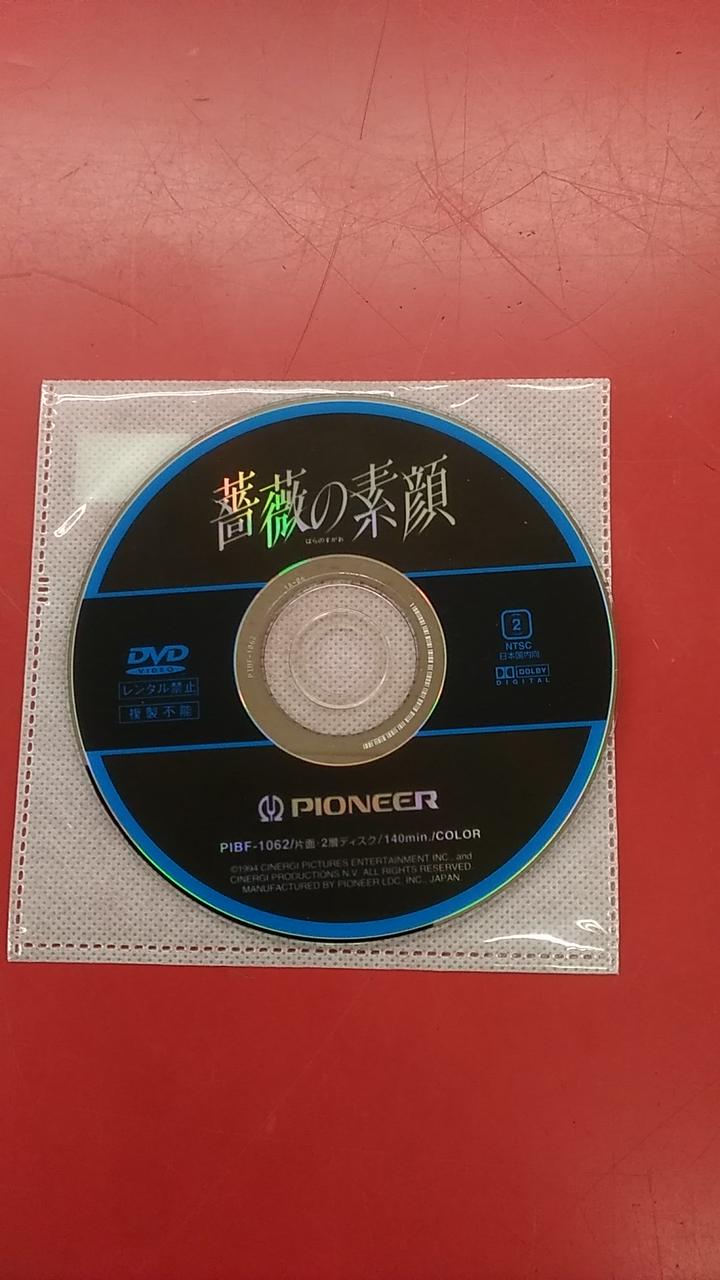 薔薇の素顔
ばらのすがお
DVD
VIDEO
レンタル禁止
複製不能
2
NTSC
日本国内向
DOLBY
DIGITAL
PIBF-1062
PIONEER
PIBF-1062/片面・2層ディスク/140min./COLOR
©1994 CINERGI PICTURES ENTERTAINMENT INC., and
CINERGI PRODUCTIONS N.V. ALL RIGHTS RESERVED.
MANUFACTURED BY PIONEER LDC, INC., JAPAN.